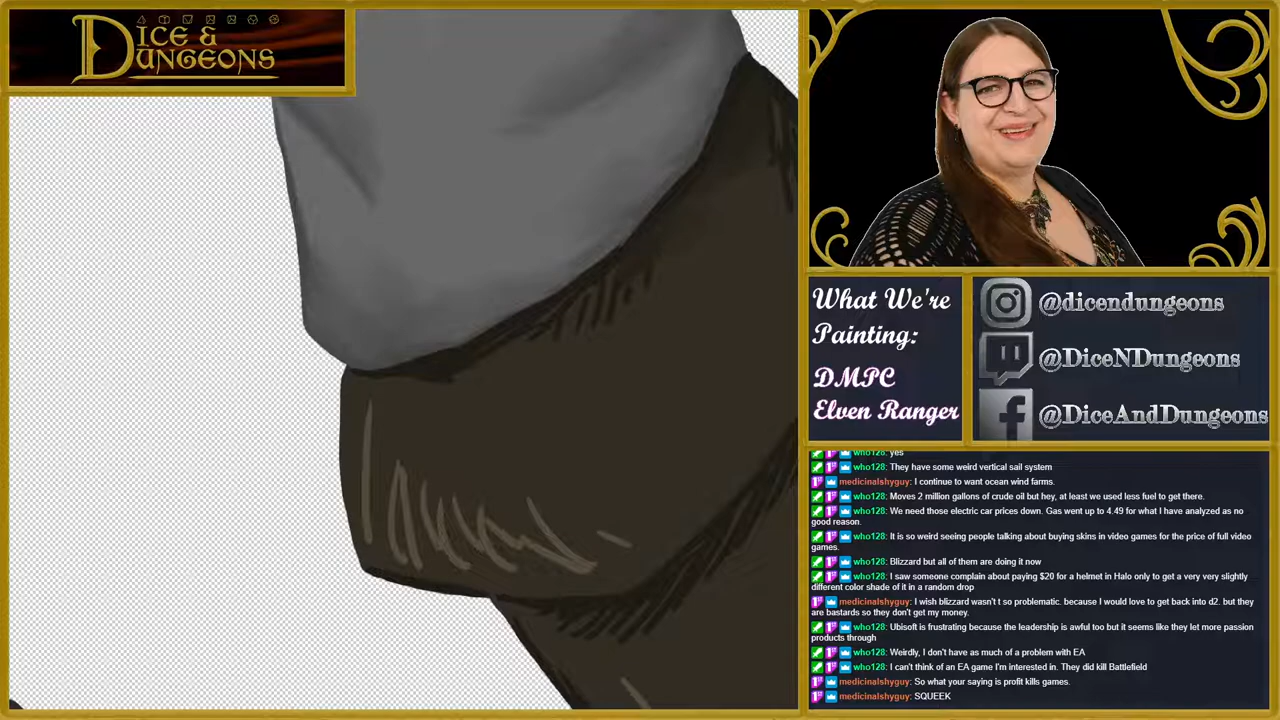 DICE &
DUNGEONS
What We're
Painting:
DMPC
Elven Ranger
@dicendungeons
@DiceNDungeons
@DiceAndDungeons
who128: yes
who128: They have some weird vertical sail system
medicinalshyguy: I continue to want ocean wind farms.
who128: Moves 2 million gallons of crude oil but hey, at least we used less fuel to get there.
who128: We need those electric car prices down. Gas went up to 4.49 for what I have analyzed as no
good reason.
who128: It is so weird seeing people talking about buying skins in video games for the price of full video
games.
who128: Blizzard but all of them are doing it now
who128: I saw someone complain about paying $20 for a helmet in Halo only to get a very very slightly
different color shade of it in a random drop
medicinalshyguy: I wish blizzard wasn't t so problematic. because I would love to get back into d2. but they
are bastards so they don't get my money.
who128: Ubisoft is frustrating because the leadership is awful too but it seems like they let more passion
products through
who128: Weirdly, I don't have as much of a problem with EA
who128: I can't think of an EA game I'm interested in. They did kill Battlefield
medicinalshyguy: So what your saying is profit kills games.
medicinalshyguy: SQUEEK